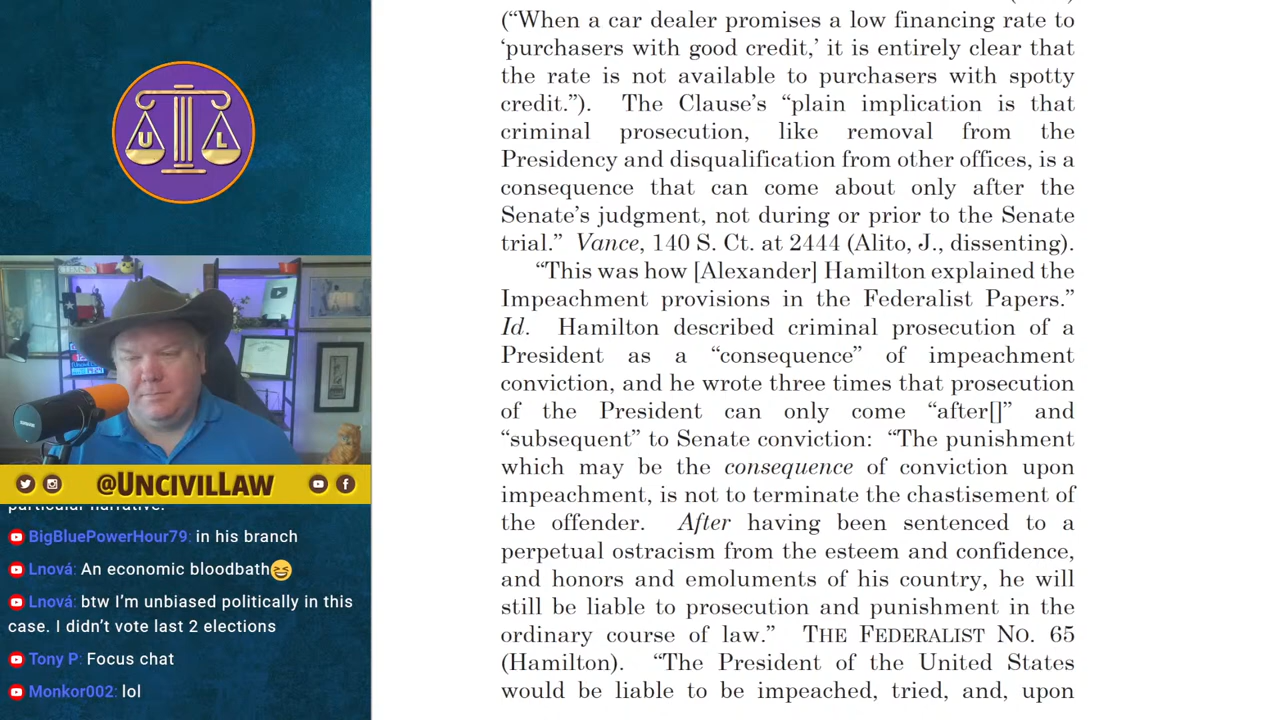 U L
@UNCIVILLAW
particular narrative.
BigBluePowerHour79: in his branch
Lnová: An economic bloodbath😆
Lnová: btw I’m unbiased politically in this
case. I didn’t vote last 2 elections
Tony P: Focus chat
Monkor002: lol
(“When a car dealer promises a low financing rate to
‘purchasers with good credit,’ it is entirely clear that
the rate is not available to purchasers with spotty
credit.”). The Clause’s “plain implication is that
criminal prosecution, like removal from the
Presidency and disqualification from other offices, is a
consequence that can come about only after the
Senate’s judgment, not during or prior to the Senate
trial.” Vance, 140 S. Ct. at 2444 (Alito, J., dissenting).
“This was how [Alexander] Hamilton explained the
Impeachment provisions in the Federalist Papers.”
Id. Hamilton described criminal prosecution of a
President as a “consequence” of impeachment
conviction, and he wrote three times that prosecution
of the President can only come “after[]” and
“subsequent” to Senate conviction: “The punishment
which may be the consequence of conviction upon
impeachment, is not to terminate the chastisement of
the offender. After having been sentenced to a
perpetual ostracism from the esteem and confidence,
and honors and emoluments of his country, he will
still be liable to prosecution and punishment in the
ordinary course of law.” THE FEDERALIST NO. 65
(Hamilton). “The President of the United States
would be liable to be impeached, tried, and, upon